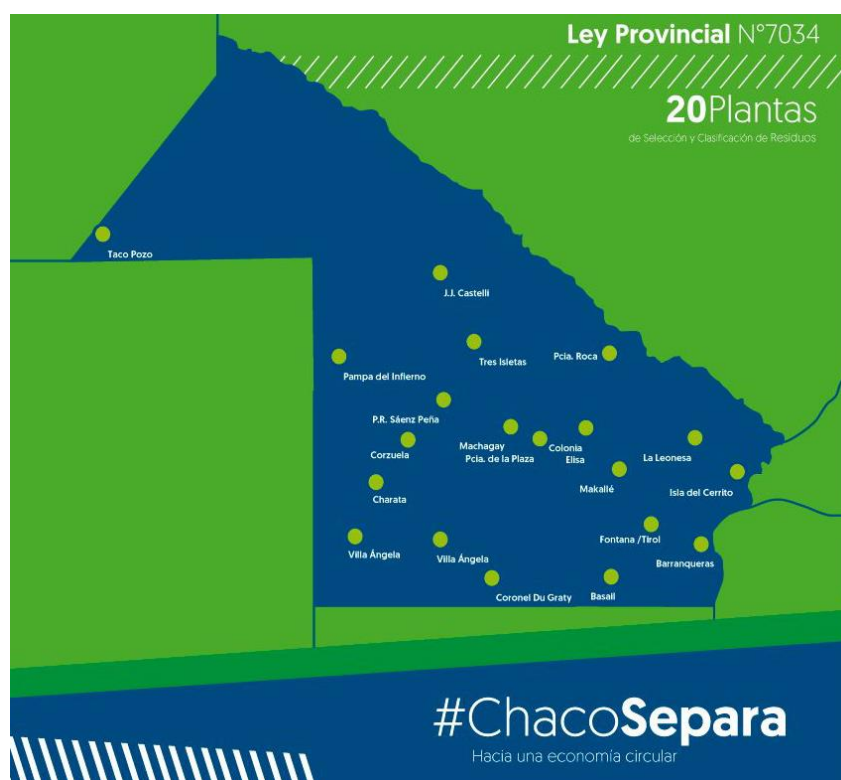 Ley Provincial N°7034
20Plantas
de Selección y Clasificación de Residuos
Taco Pozo
J.J. Castelli
Tres Isletas
Pcia. Roca
Pampa del Infierno
P.R. Sáenz Peña
Corzuela
Machagay
Pcia. de la Plaza
Colonia
Elisa
La Leonesa
Makallé
Isla del Cerrito
Charata
Fontana /Tirol
Villa Ángela
Villa Ángela
Barranqueras
Coronel Du Graty
Basail
#ChacoSepara
Hacia una economía circular